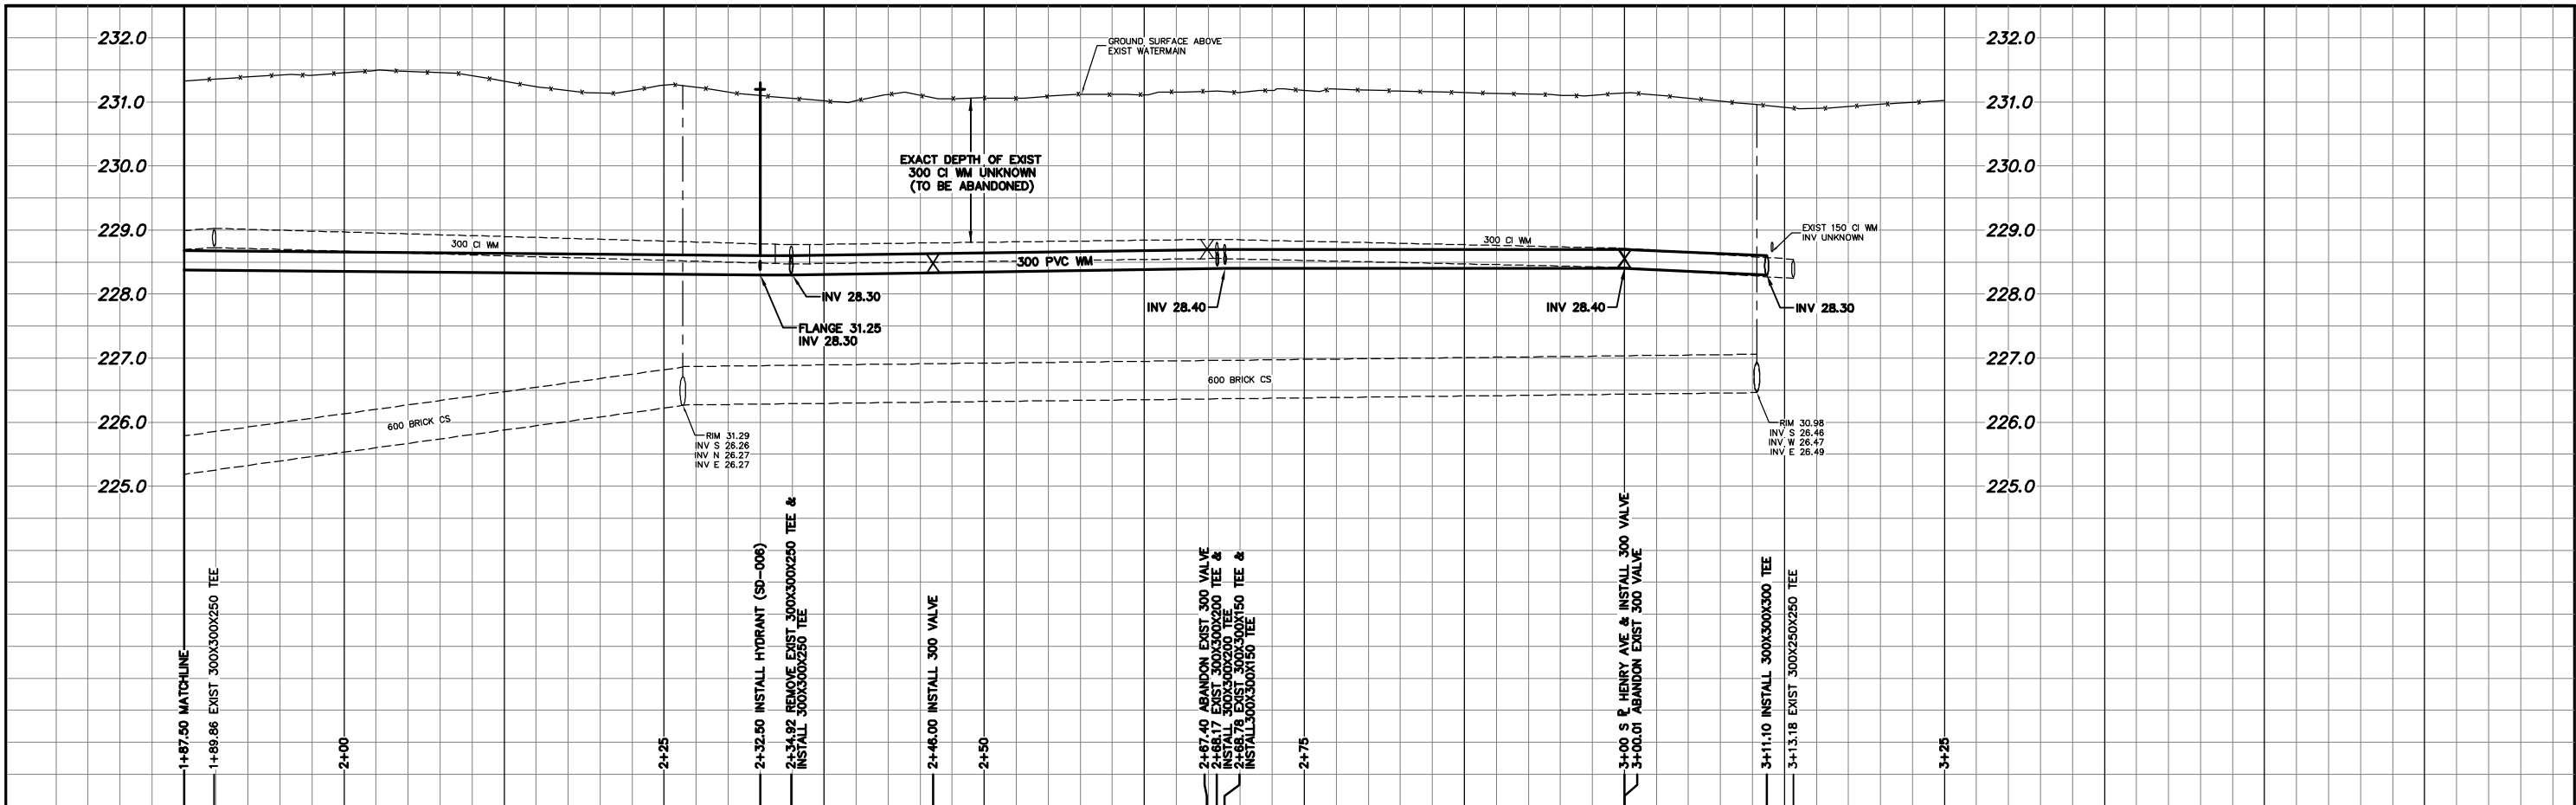 232.0
231.0
230.0
229.0
228.0
227.0
226.0
225.0
232.0
231.0
230.0
229.0
228.0
227.0
226.0
225.0
GROUND SURFACE ABOVE
EXIST WATERMAIN
EXACT DEPTH OF EXIST
300 CI WM UNKNOWN
(TO BE ABANDONED)
300 CI WM
300 PVC WM
300 CI WM
EXIST 150 CI WM
INV UNKNOWN
INV 28.30
FLANGE 31.25
INV 28.30
INV 28.40
INV 28.40
INV 28.30
600 BRICK CS
600 BRICK CS
RIM 31.29
INV S 26.26
INV N 26.27
INV E 26.27
RIM 30.98
INV S 26.46
INV W 26.47
INV E 26.49
1+87.50 MATCHLINE
1+89.86 EXIST 300X300X250 TEE
2+00
2+25
2+32.50 INSTALL HYDRANT (SD-006)
2+34.92 REMOVE EXIST 300X300X250 TEE &
INSTALL 300X300X250 TEE
2+46.00 INSTALL 300 VALVE
2+50
2+67.40 ABANDON EXIST 300 VALVE
2+68.17 EXIST 300X300X200 TEE &
INSTALL 300X300X200 TEE
2+68.78 EXIST 300X300X150 TEE &
INSTALL300X300X150 TEE
2+75
3+00 S PL HENRY AVE & INSTALL 300 VALVE
3+00.01 ABANDON EXIST 300 VALVE
3+11.10 INSTALL 300X300X300 TEE
3+13.18 EXIST 300X250X250 TEE
3+25